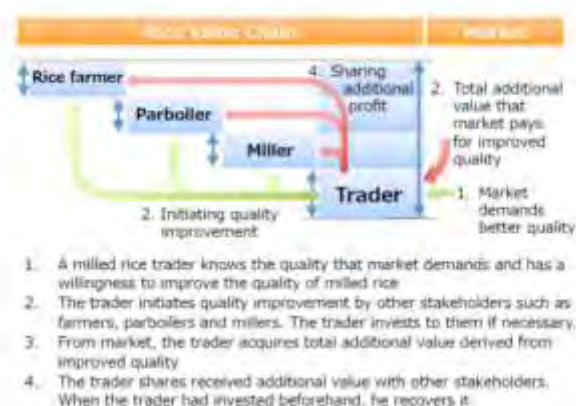 Rice Value Chain
Market
Rice farmer
4. Sharing
additional
profit
2. Total additional
value that
market pays
for improved
quality
Parboiler
Miller
Trader
1. Market
demands
better quality
2. Initiating quality
improvement
1. A milled rice trader knows the quality that market demands and has a
willingness to improve the quality of milled rice
2. The trader initiates quality improvement by other stakeholders such as
farmers, parboilers and millers. The trader invests to them if necessary.
3. From market, the trader acquires total additional value derived from
improved quality
4. The trader shares received additional value with other stakeholders.
When the trader had invested beforehand, he recovers it.